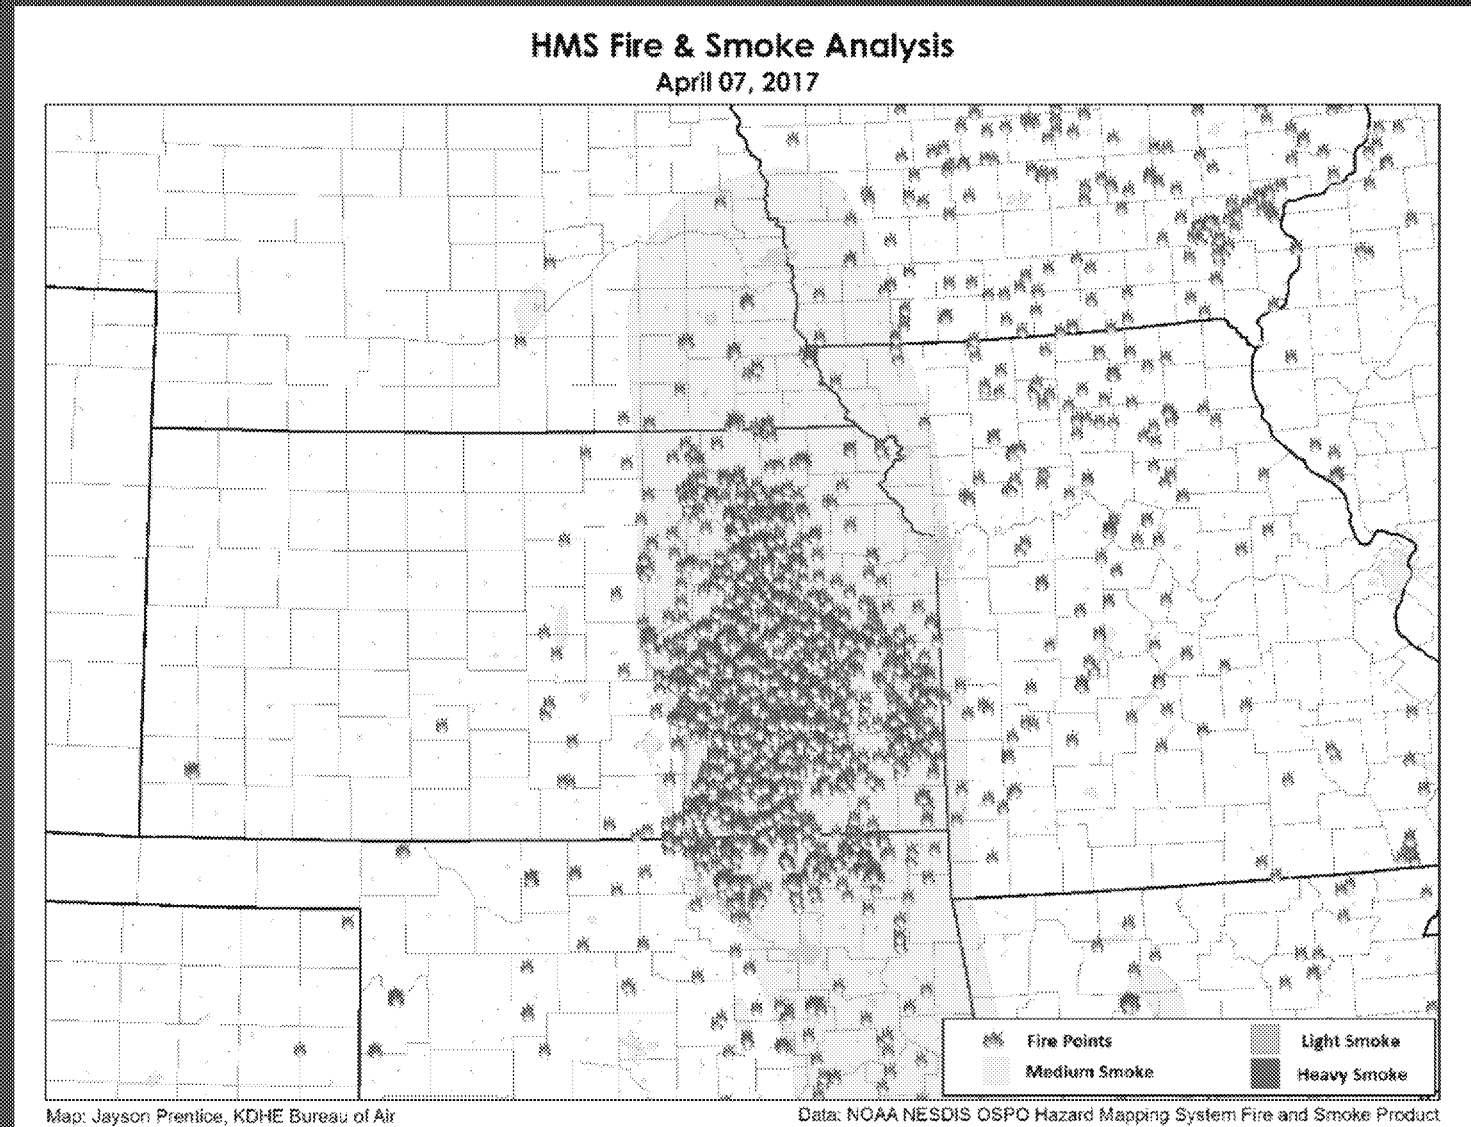 HMS Fire & Smoke Analysis
April 07, 2017
Fire Points
Light Smoke
Medium Smoke
Heavy Smoke
Map: Jayson Prentice, KDHE Bureau of Air
Data: NOAA NESDIS OSPO Hazard Mapping System Fire and Smoke Product